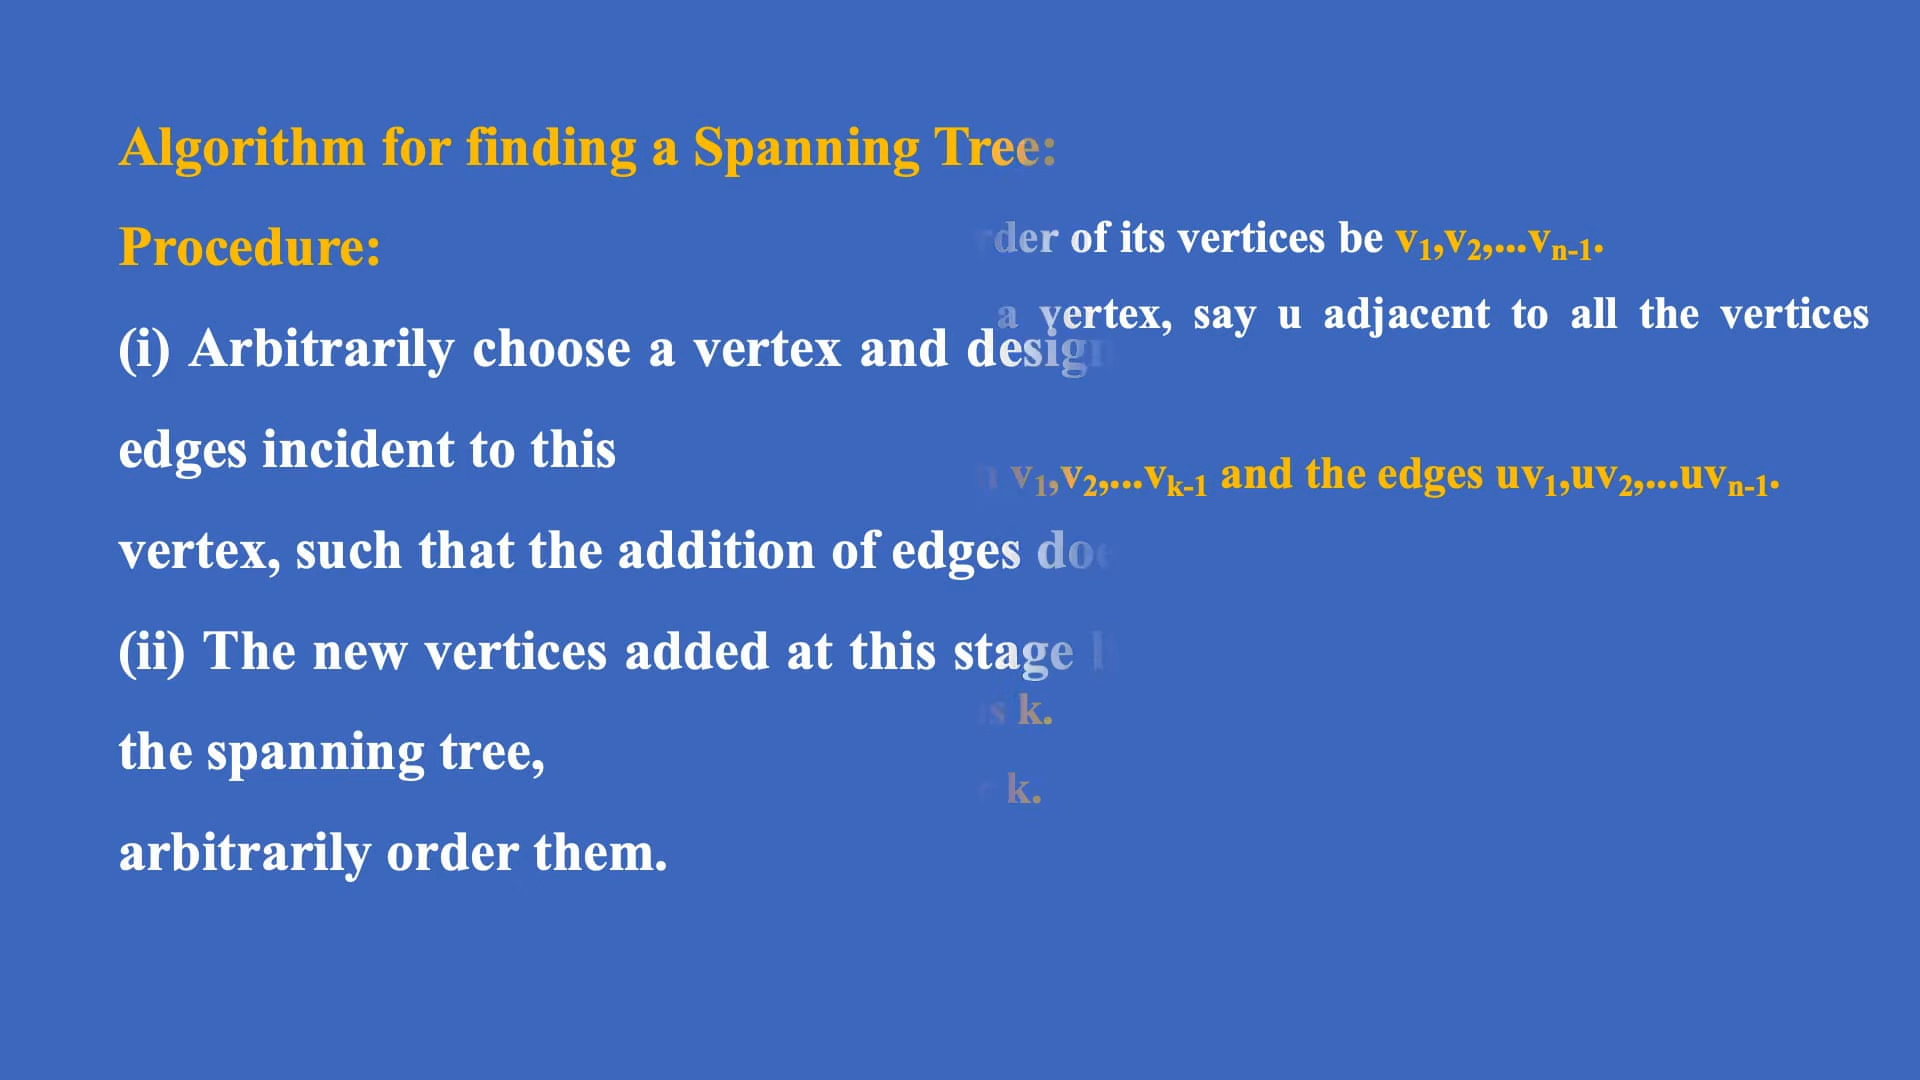 Algorithm for finding a Spanning Tree:
Procedure:
(i) Arbitrarily choose a vertex and
edges incident to this
vertex, such that the addition of edges
(ii) The new vertices added at this stage
the spanning tree,
arbitrarily order them.
of its vertices be v₁,v₂,...vₙ₋₁.
a vertex, say u adjacent to all the vertices
v₁,v₂,...vₖ₋₁ and the edges uv₁,uv₂,...uvₙ₋₁.
k.
k.